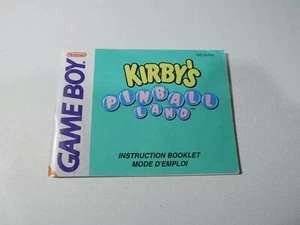 Nintendo
GAME BOY
KIRBY'S
PINBALL
LAND
INSTRUCTION BOOKLET
MODE D'EMPLOI